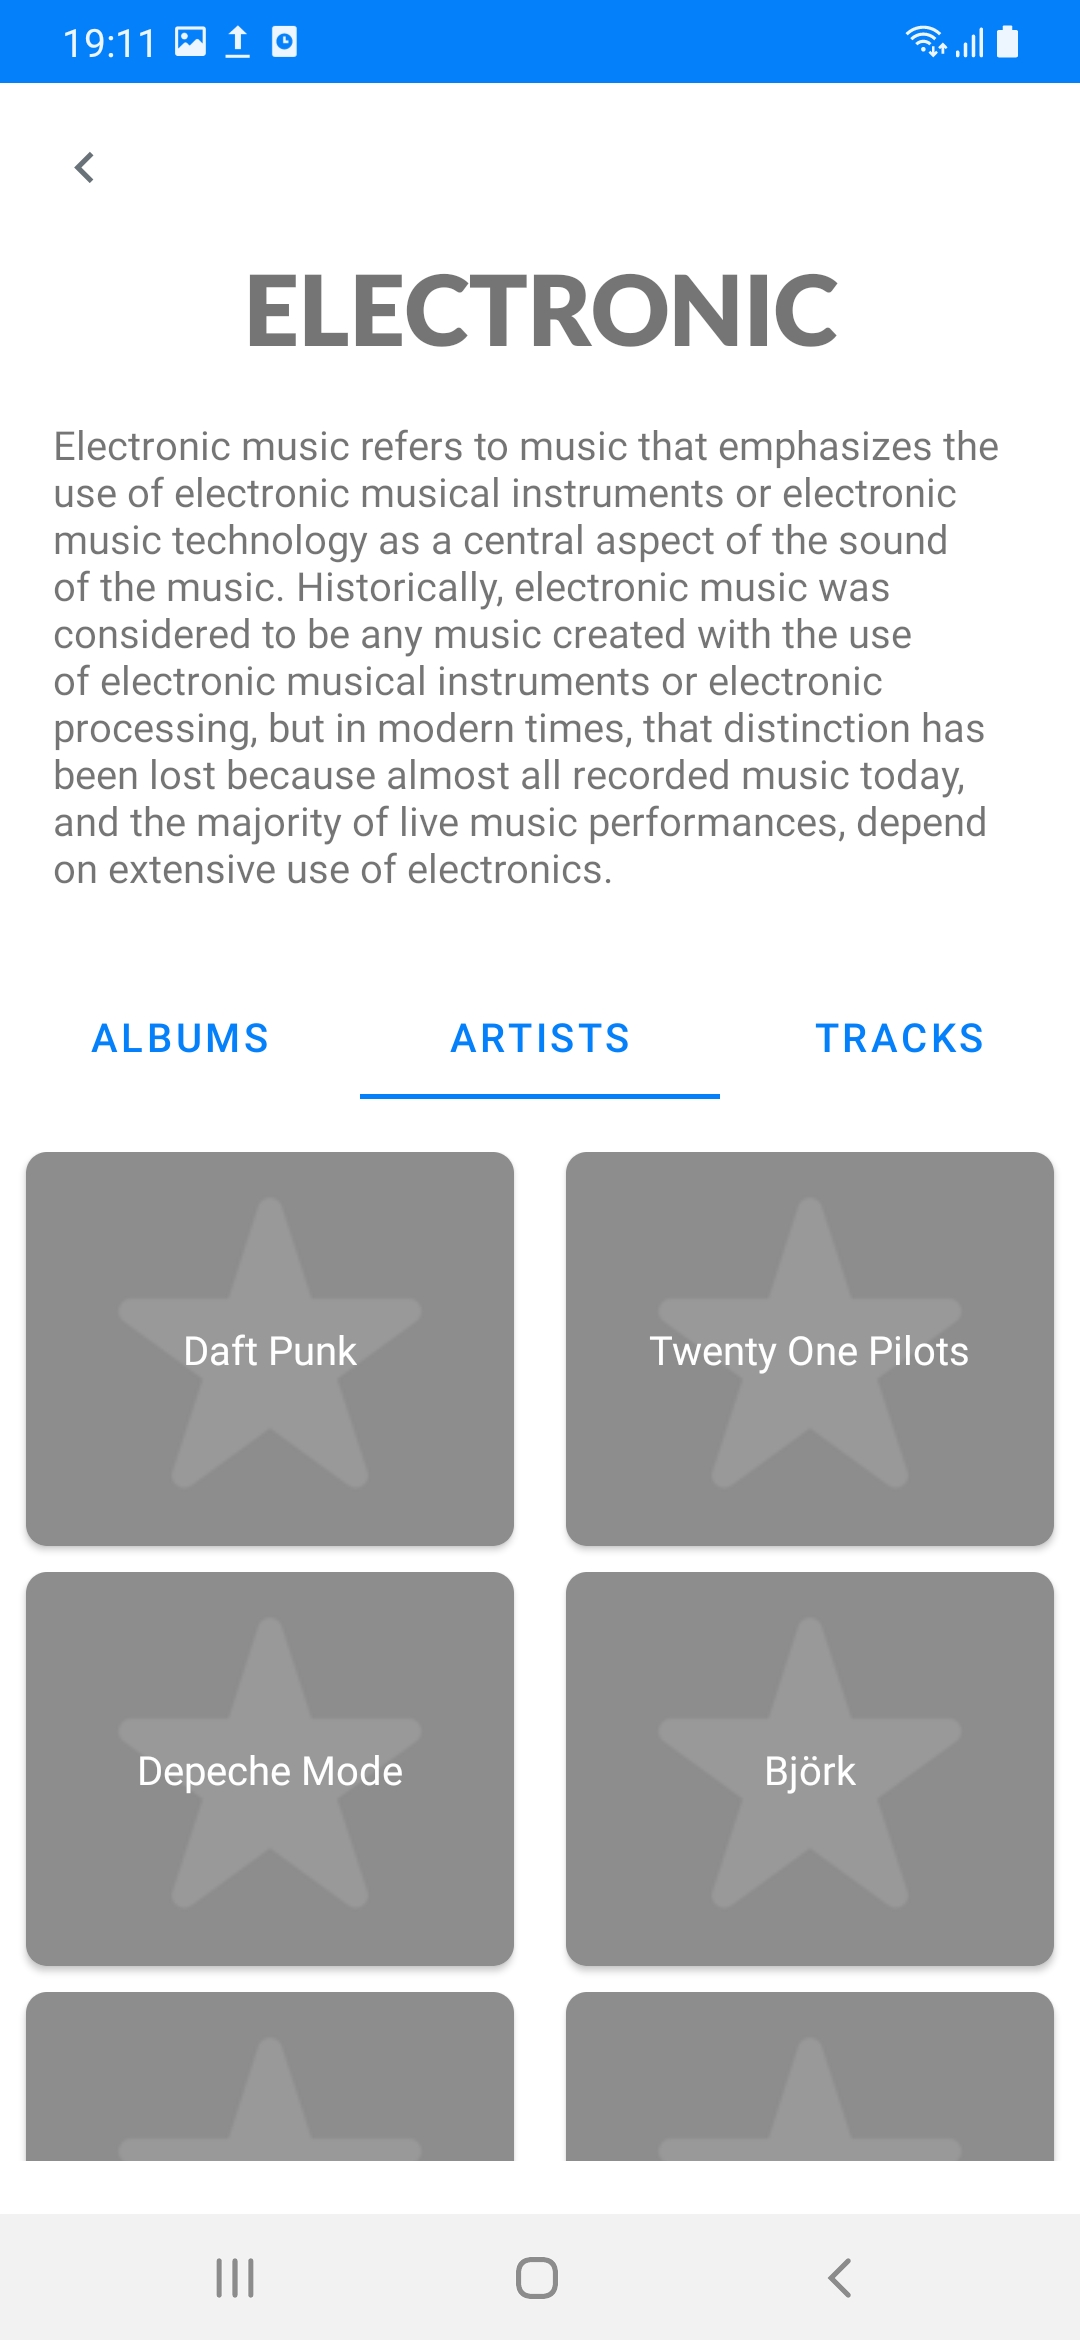 19:11
ELECTRONIC
Electronic music refers to music that emphasizes the
use of electronic musical instruments or electronic
music technology as a central aspect of the sound
of the music. Historically, electronic music was
considered to be any music created with the use
of electronic musical instruments or electronic
processing, but in modern times, that distinction has
been lost because almost all recorded music today,
and the majority of live music performances, depend
on extensive use of electronics.
ALBUMS ARTISTS TRACKS
Daft Punk Twenty One Pilots
Depeche Mode Björk